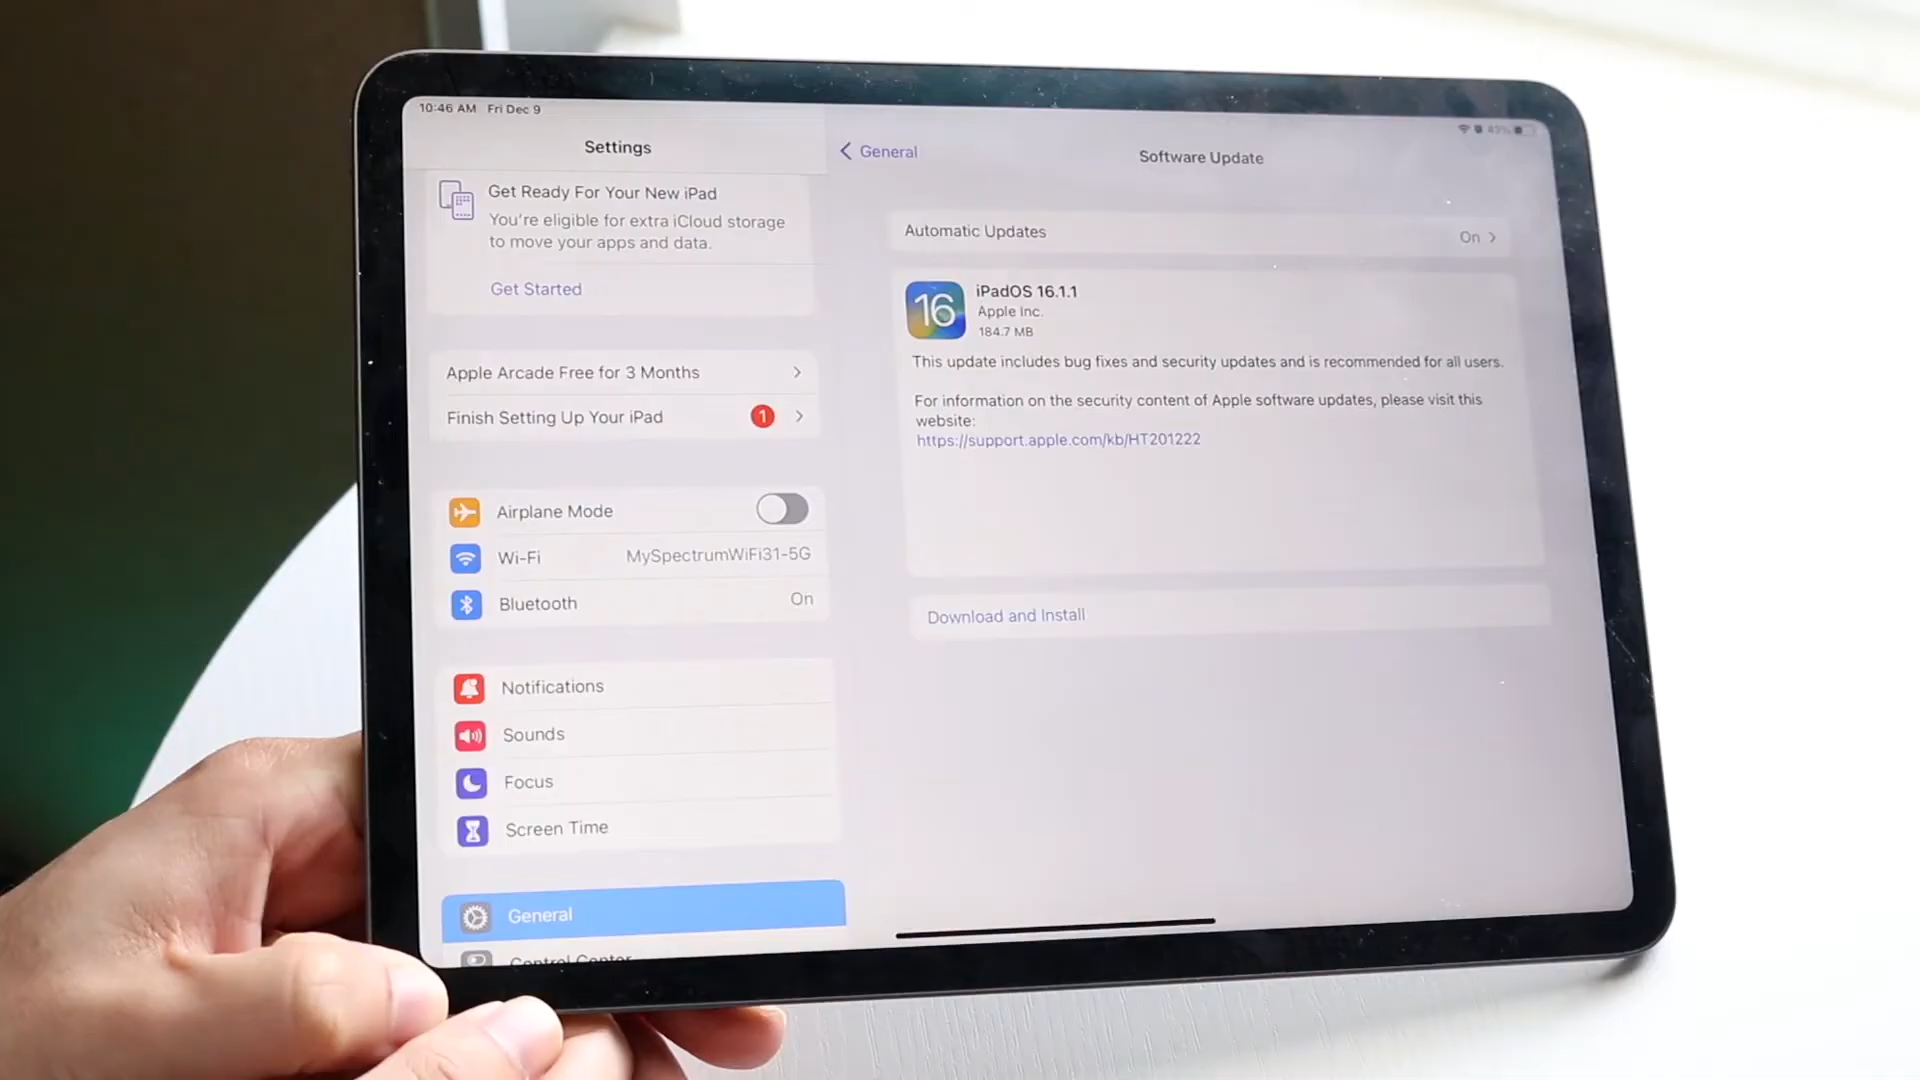 10:46 AM Fri Dec 9
43%
Settings
Get Ready For Your New iPad
You're eligible for extra iCloud storage
to move your apps and data.
Get Started
Apple Arcade Free for 3 Months
Finish Setting Up Your iPad 1
Airplane Mode
Wi-Fi MySpectrumWiFi31-5G
Bluetooth On
Notifications
Sounds
Focus
Screen Time
General
Control Center
General
Software Update
Automatic Updates On
16
iPadOS 16.1.1
Apple Inc.
184.7 MB
This update includes bug fixes and security updates and is recommended for all users.
For information on the security content of Apple software updates, please visit this
website:
https://support.apple.com/kb/HT201222
Download and Install